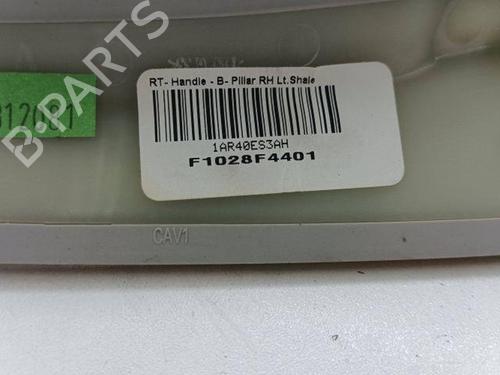 B-PARTS
RT- Handle - B- Pillar RH Lt.Shale
1AR40ES3AH
F1028F4401
CAV1